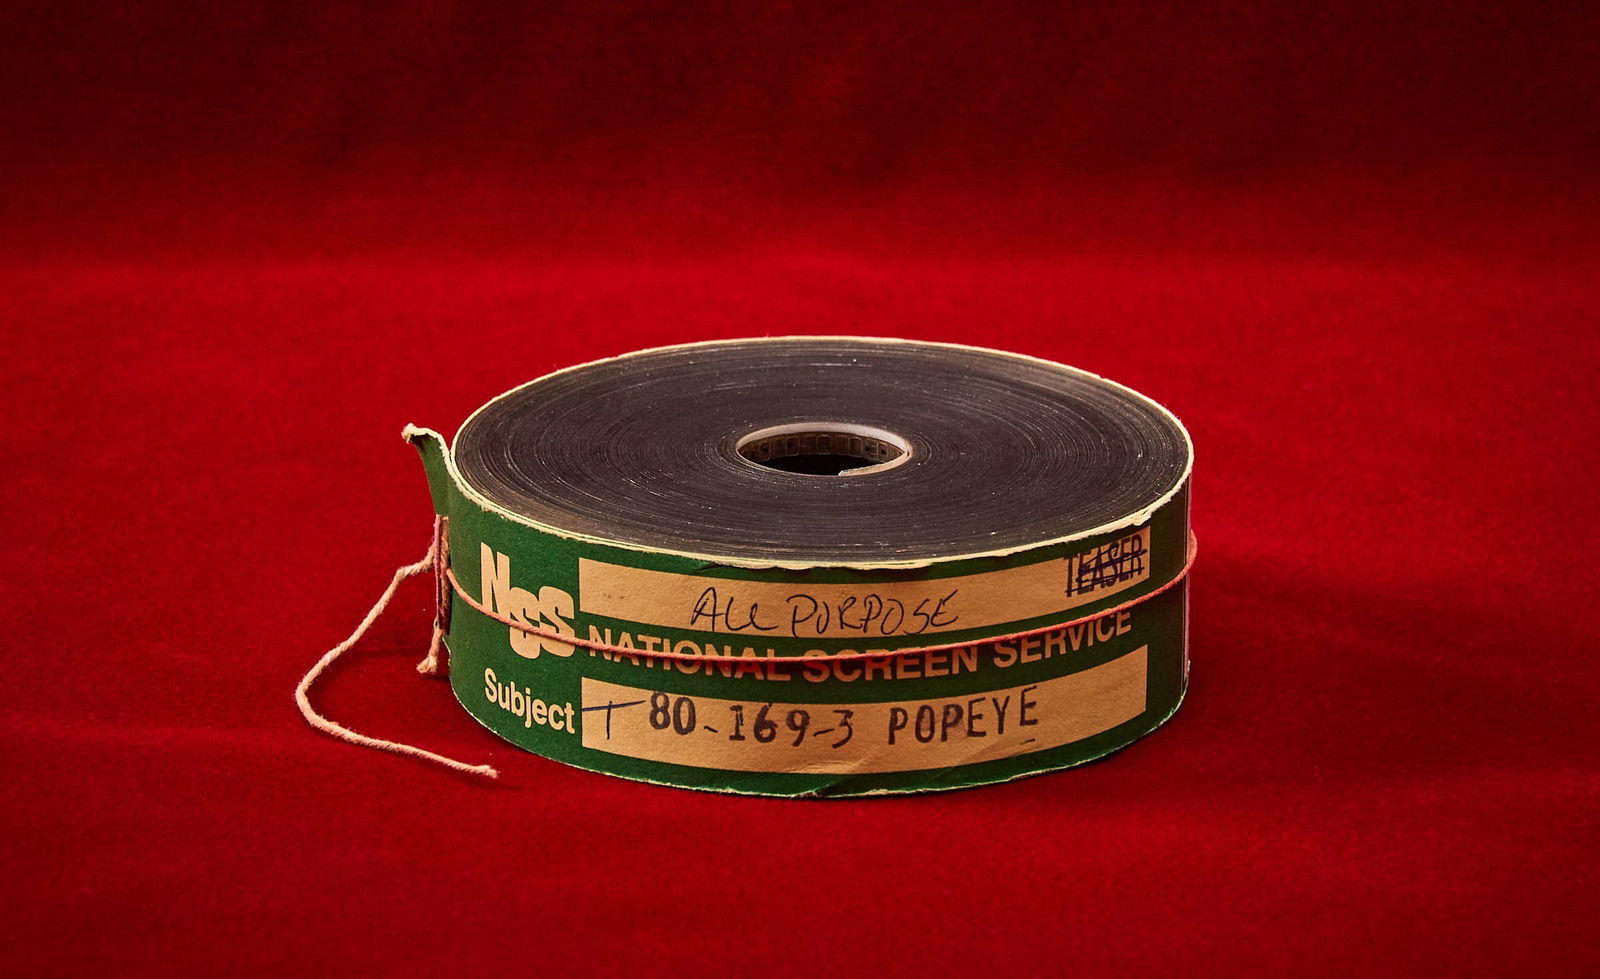 NSS
TEASER
ALL PURPOSE
NATIONAL SCREEN SERVICE
Subject T 80-169-3 POPEYE